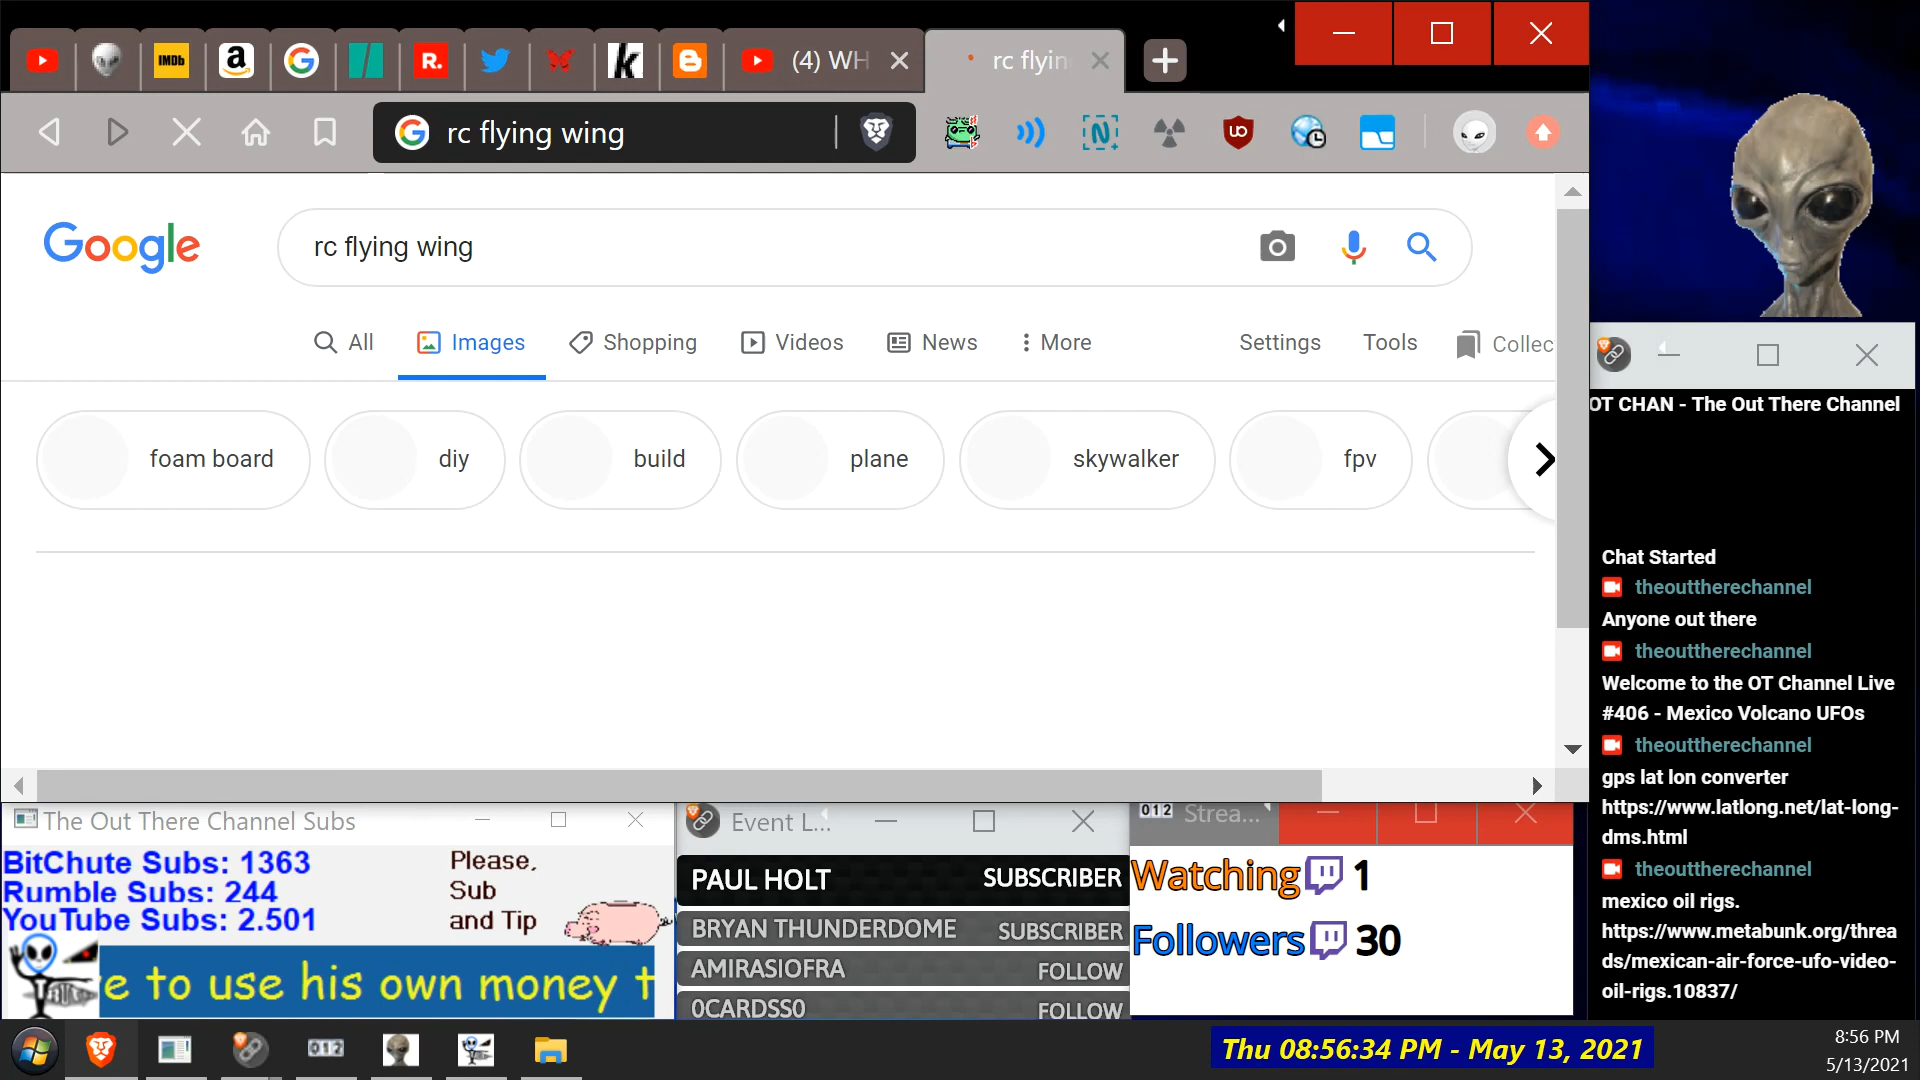 IMDb
a
R.
k
(4) WH
rc flyin
rc flying wing
N
UO
Google
rc flying wing
All
Images
Shopping
Videos
News
More
Settings
Tools
Collec
foam board
diy
build
plane
skywalker
fpv
OT CHAN - The Out There Channel
Chat Started
theouttherechannel
Anyone out there
theouttherechannel
Welcome to the OT Channel Live
#406 - Mexico Volcano UFOs
theouttherechannel
gps lat lon converter
https://www.latlong.net/lat-long-
dms.html
theouttherechannel
mexico oil rigs.
https://www.metabunk.org/threa
ds/mexican-air-force-ufo-video-
oil-rigs.10837/
The Out There Channel Subs
BitChute Subs: 1363
Rumble Subs: 244
YouTube Subs: 2.501
Please,
Sub
and Tip
e to use his own money t
Event L...
PAUL HOLT SUBSCRIBER
BRYAN THUNDERDOME SUBSCRIBER
AMIRASIOFRA FOLLOW
0CARDSS0 FOLLOW
012 Strea...
Watching 1
Followers 30
012
Thu 08:56:34 PM - May 13, 2021
8:56 PM
5/13/2021